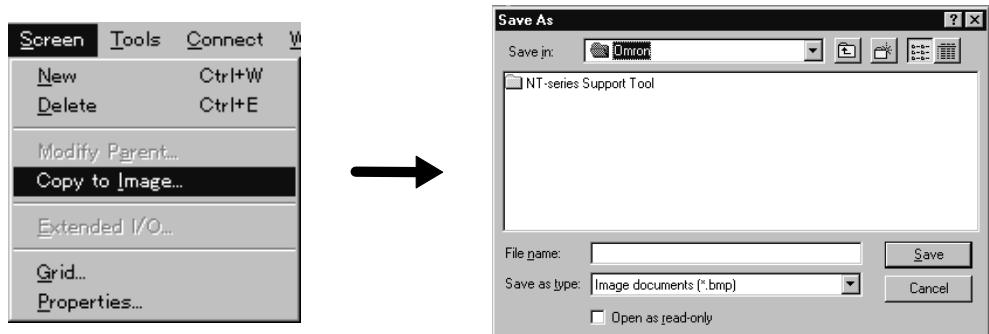 Screen Tools Connect
New Ctrl+W
Delete Ctrl+E
Modify Parent...
Copy to Image...
Extended I/O...
Grid...
Properties...
Save As
Save in: Omron
NT-series Support Tool
File name: Save
Save as type: Image documents (*.bmp) Cancel
Open as read-only